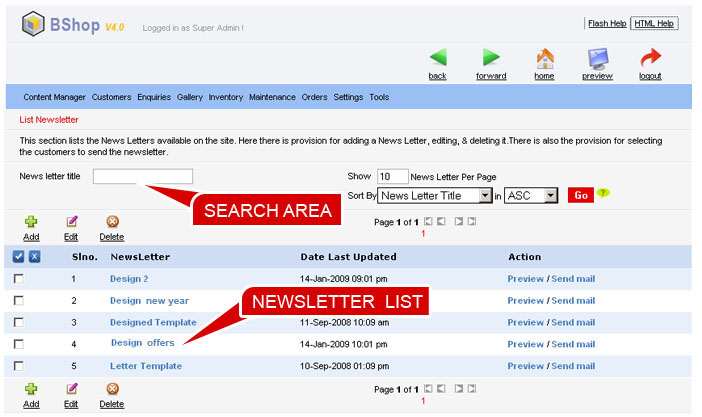 BShop V4.0 Logged in as Super Admin ! Flash Help HTML Help
back forward home preview logout
Content Manager Customers Enquiries Gallery Inventory Maintenance Orders Settings Tools
List Newsletter
This section lists the News Letters available on the site. Here there is provision for adding a News Letter, editing, & deleting it.There is also the provision for selecting
the customers to send the newsletter.
News letter title Show 10 News Letter Per Page
Sort By News Letter Title in ASC Go ?
SEARCH AREA
Add Edit Delete Page 1 of 1
1
Slno. NewsLetter Date Last Updated Action
1 Design 2 14-Jan-2009 09:01 pm Preview / Send mail
2 Design new year Preview / Send mail
NEWSLETTER LIST
3 Designed Template 11-Sep-2008 10:09 am Preview / Send mail
4 Design offers 14-Jan-2009 10:01 pm Preview / Send mail
5 Letter Template 10-Sep-2008 01:09 pm Preview / Send mail
Add Edit Delete Page 1 of 1
1